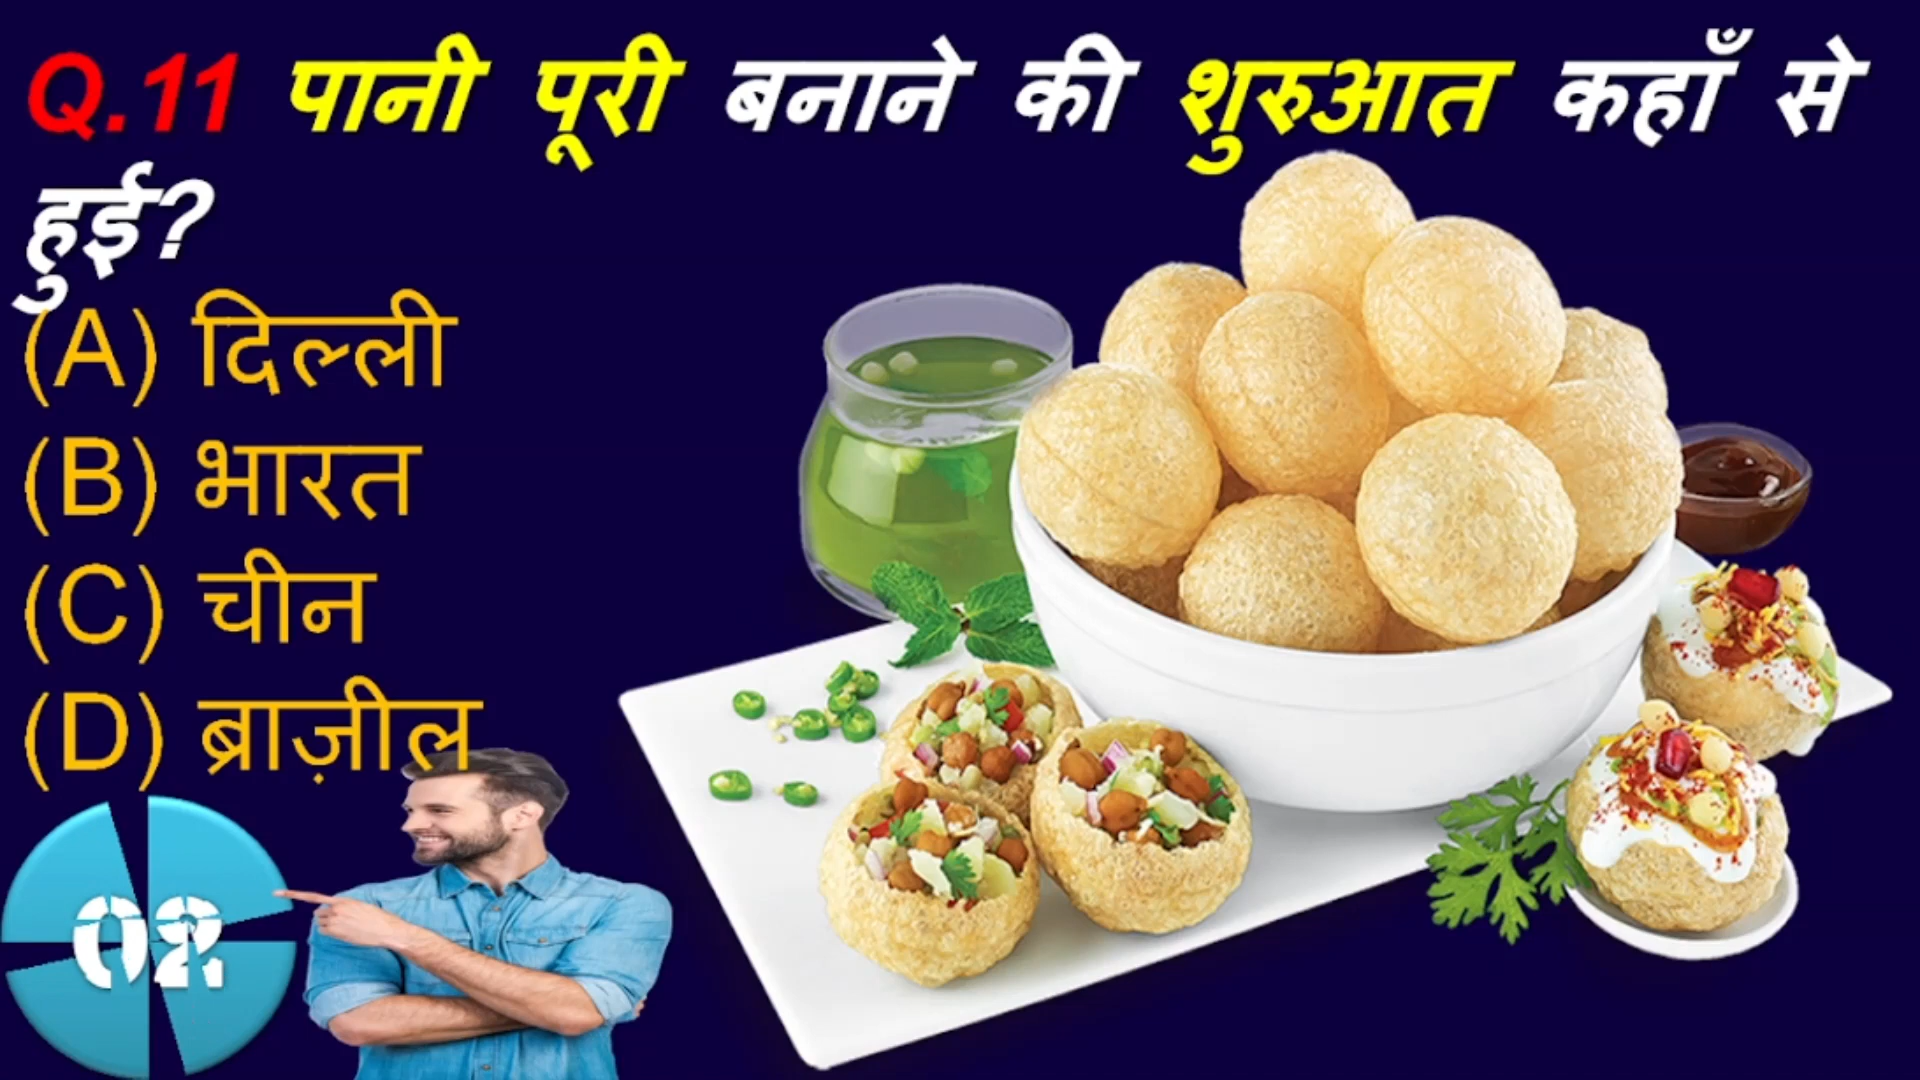 Q.11 पानी पूरी बनाने की शुरुआत कहाँ से
हुई?
(A) दिल्ली
(B) भारत
(C) चीन
(D) ब्राज़ील
02